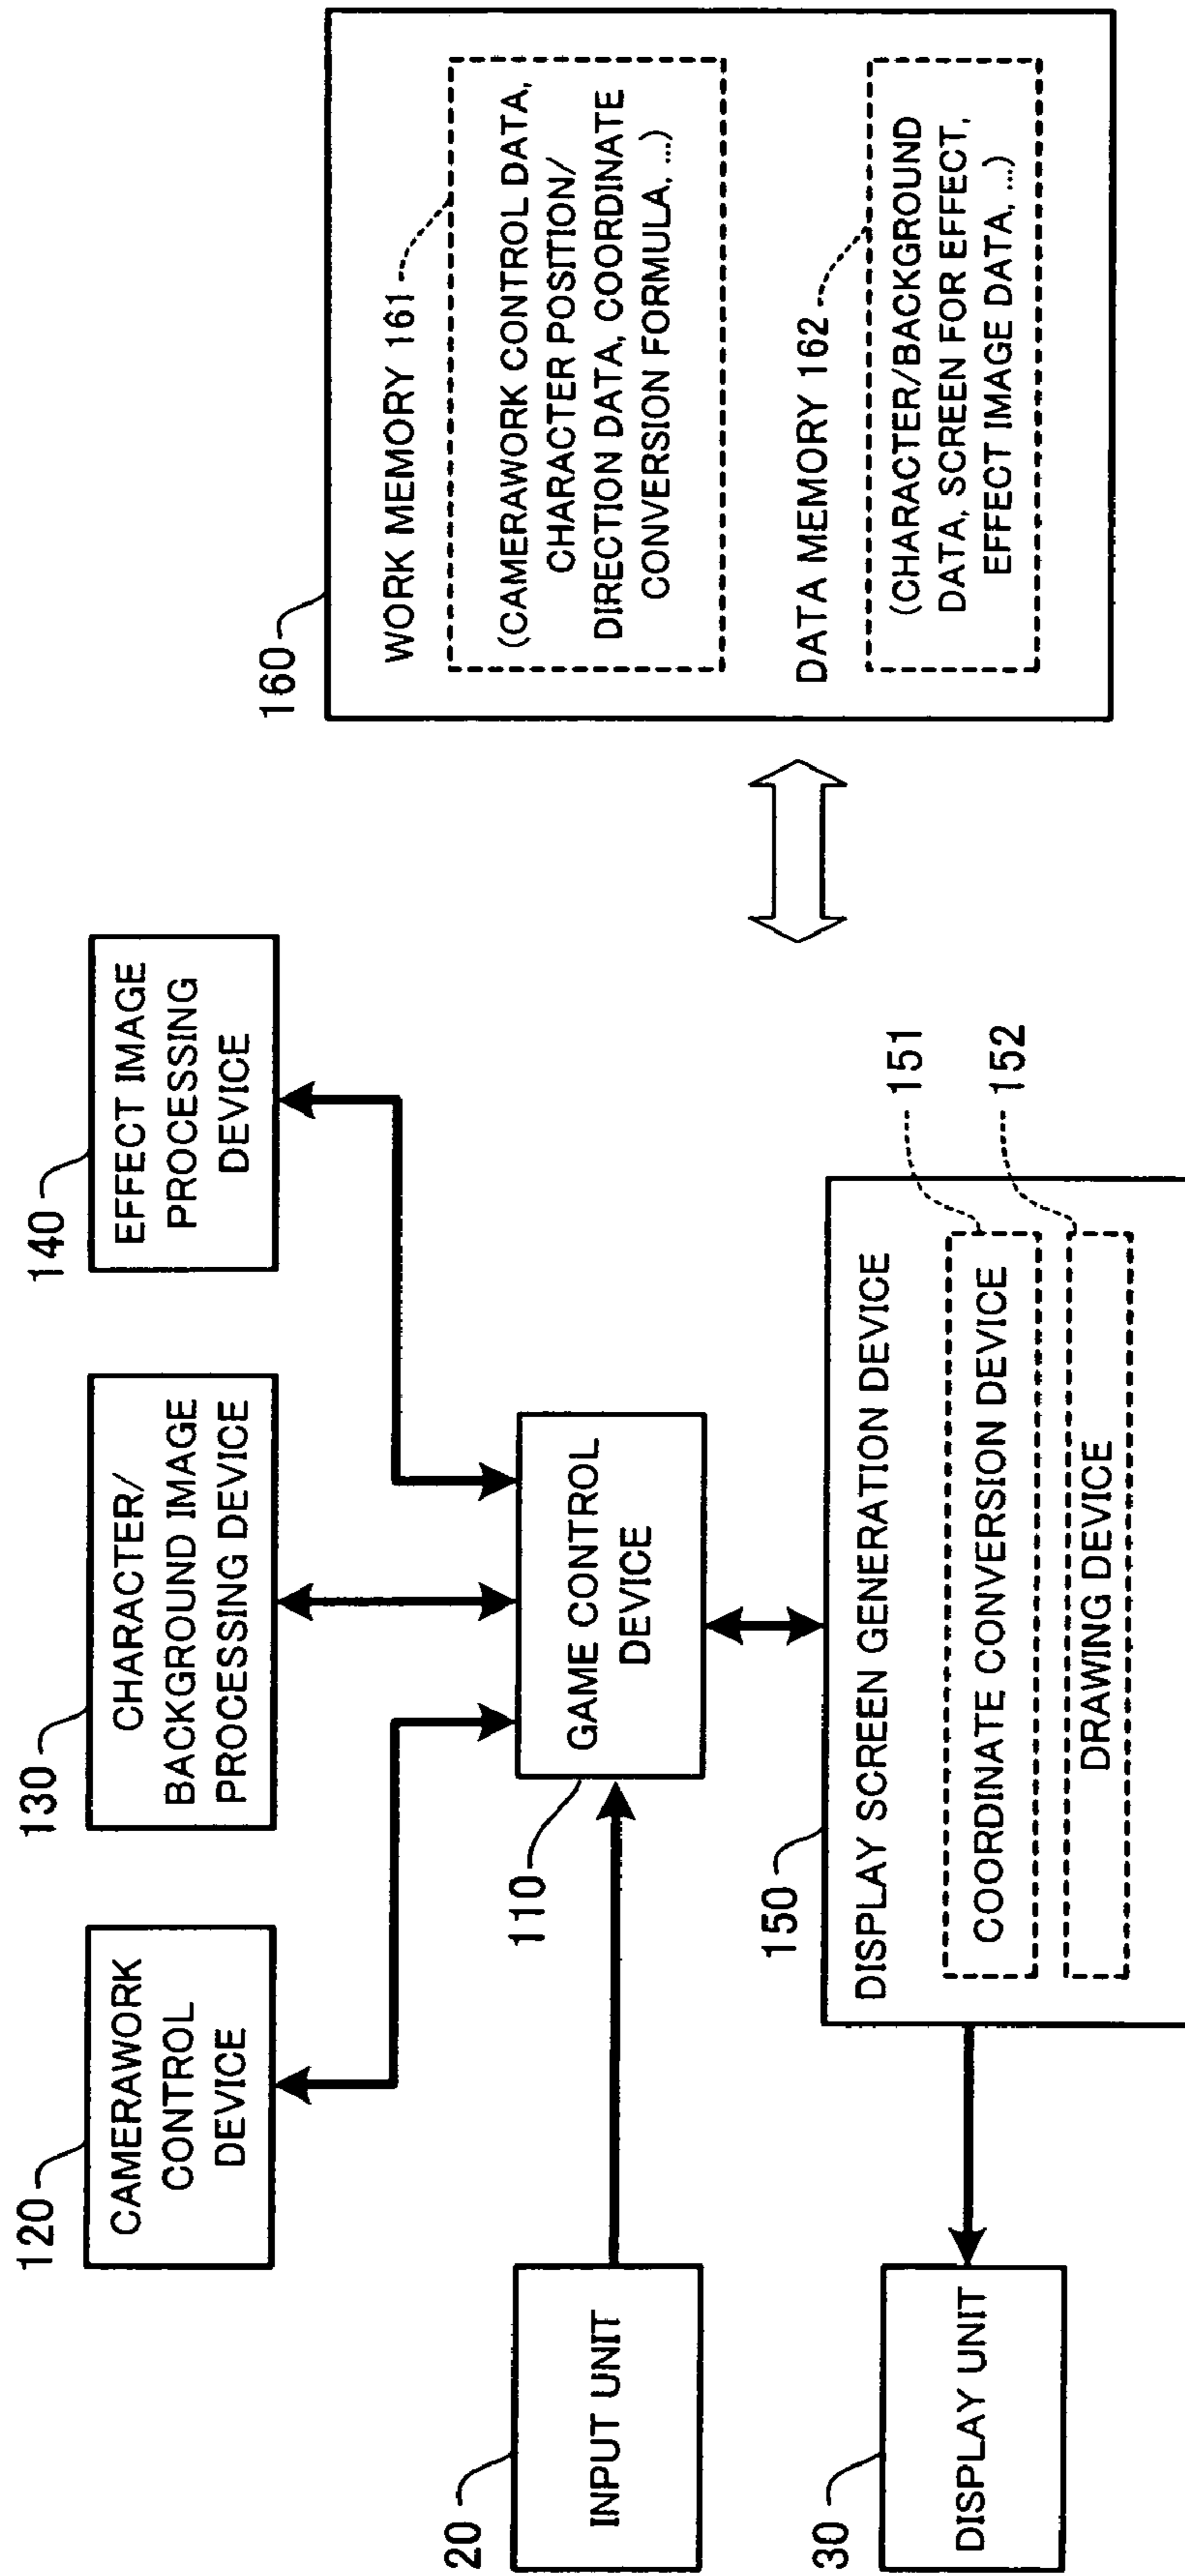 120
CAMERAWORK
CONTROL
DEVICE
130
CHARACTER/
BACKGROUND IMAGE
PROCESSING DEVICE
140
EFFECT IMAGE
PROCESSING
DEVICE
20
INPUT UNIT
110
GAME CONTROL
DEVICE
30
DISPLAY UNIT
150
DISPLAY SCREEN GENERATION DEVICE
COORDINATE CONVERSION DEVICE
151
DRAWING DEVICE
152
160
WORK MEMORY 161
(CAMERAWORK CONTROL DATA,
CHARACTER POSITION/
DIRECTION DATA, COORDINATE
CONVERSION FORMULA, ...)
DATA MEMORY 162
(CHARACTER/BACKGROUND
DATA, SCREEN FOR EFFECT,
EFFECT IMAGE DATA, ...)